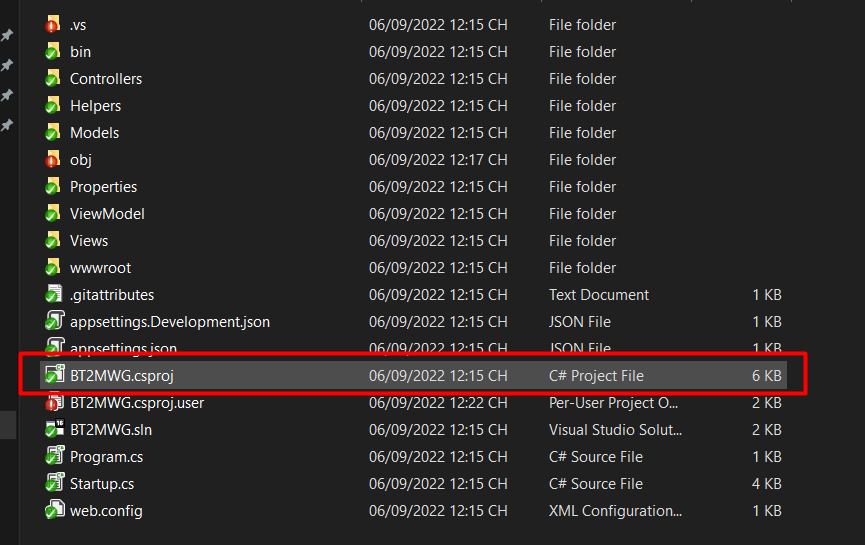 .vs 06/09/2022 12:15 CH File folder
bin 06/09/2022 12:15 CH File folder
Controllers 06/09/2022 12:15 CH File folder
Helpers 06/09/2022 12:15 CH File folder
Models 06/09/2022 12:15 CH File folder
obj 06/09/2022 12:17 CH File folder
Properties 06/09/2022 12:15 CH File folder
ViewModel 06/09/2022 12:15 CH File folder
Views 06/09/2022 12:15 CH File folder
wwwroot 06/09/2022 12:15 CH File folder
.gitattributes 06/09/2022 12:15 CH Text Document 1 KB
appsettings.Development.json 06/09/2022 12:15 CH JSON File 1 KB
appsettings.json 06/09/2022 12:15 CH JSON File 1 KB
BT2MWG.csproj 06/09/2022 12:15 CH C# Project File 6 KB
BT2MWG.csproj.user 06/09/2022 12:22 CH Per-User Project O... 2 KB
BT2MWG.sln 06/09/2022 12:15 CH Visual Studio Solut... 2 KB
Program.cs 06/09/2022 12:15 CH C# Source File 1 KB
Startup.cs 06/09/2022 12:15 CH C# Source File 4 KB
web.config 06/09/2022 12:15 CH XML Configuration... 1 KB